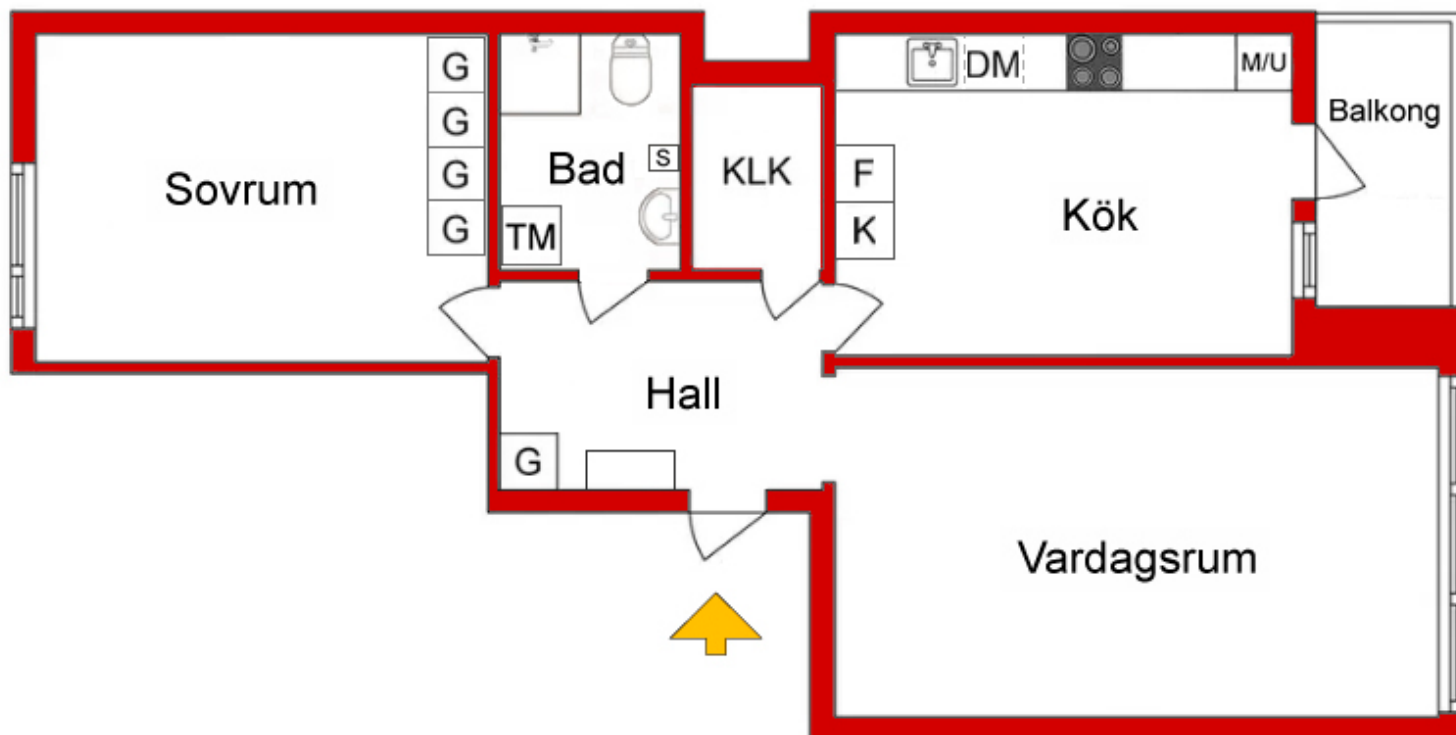 Sovrum
G
G
G
G
Bad
S
TM
KLK
DM
M/U
F
K
Kök
Balkong
Hall
G
Vardagsrum